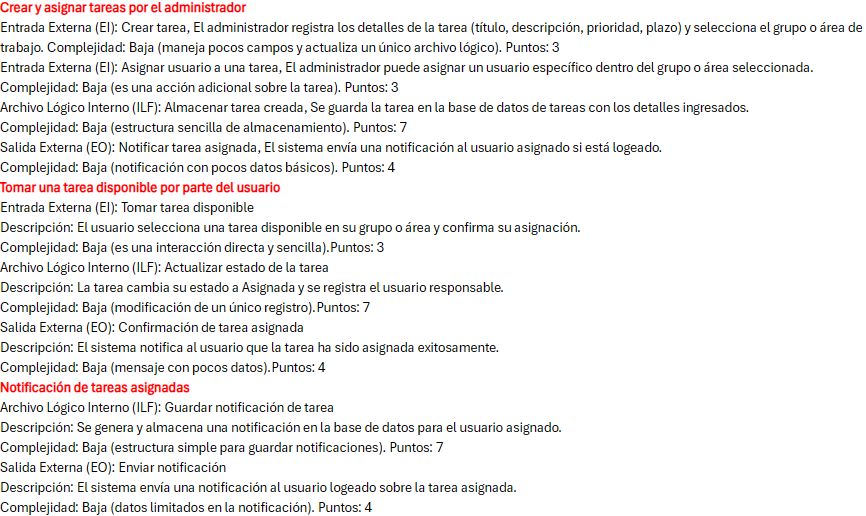 Crear y asignar tareas por el administrador
Entrada Externa (EI): Crear tarea, El administrador registra los detalles de la tarea (título, descripción, prioridad, plazo) y selecciona el grupo o área de
trabajo. Complejidad: Baja (maneja pocos campos y actualiza un único archivo lógico). Puntos: 3
Entrada Externa (EI): Asignar usuario a una tarea, El administrador puede asignar un usuario específico dentro del grupo o área seleccionada.
Complejidad: Baja (es una acción adicional sobre la tarea). Puntos: 3
Archivo Lógico Interno (ILF): Almacenar tarea creada, Se guarda la tarea en la base de datos de tareas con los detalles ingresados.
Complejidad: Baja (estructura sencilla de almacenamiento). Puntos: 7
Salida Externa (EO): Notificar tarea asignada, El sistema envía una notificación al usuario asignado si está logeado.
Complejidad: Baja (notificación con pocos datos básicos). Puntos: 4
Tomar una tarea disponible por parte del usuario
Entrada Externa (EI): Tomar tarea disponible
Descripción: El usuario selecciona una tarea disponible en su grupo o área y confirma su asignación.
Complejidad: Baja (es una interacción directa y sencilla).Puntos: 3
Archivo Lógico Interno (ILF): Actualizar estado de la tarea
Descripción: La tarea cambia su estado a Asignada y se registra el usuario responsable.
Complejidad: Baja (modificación de un único registro).Puntos: 7
Salida Externa (EO): Confirmación de tarea asignada
Descripción: El sistema notifica al usuario que la tarea ha sido asignada exitosamente.
Complejidad: Baja (mensaje con pocos datos).Puntos: 4
Notificación de tareas asignadas
Archivo Lógico Interno (ILF): Guardar notificación de tarea
Descripción: Se genera y almacena una notificación en la base de datos para el usuario asignado.
Complejidad: Baja (estructura simple para guardar notificaciones). Puntos: 7
Salida Externa (EO): Enviar notificación
Descripción: El sistema envía una notificación al usuario logeado sobre la tarea asignada.
Complejidad: Baja (datos limitados en la notificación). Puntos: 4